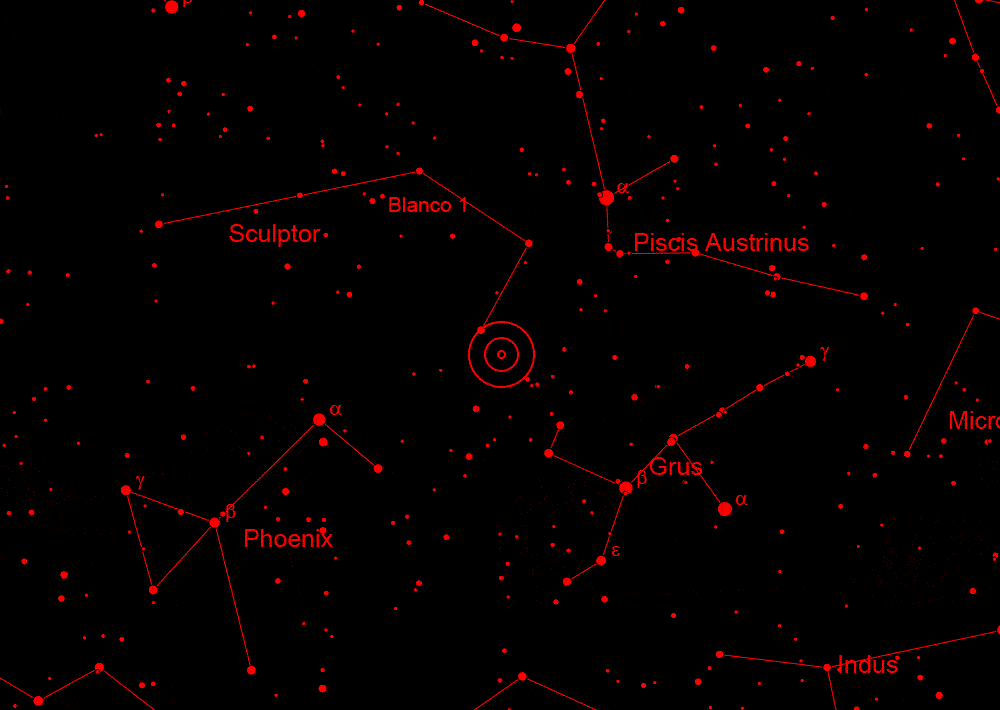 β
α
Blanco 1
Sculptor
Piscis Austrinus
γ
α
Micro
γ
Grus
β
α
β
Phoenix
ε
Indus